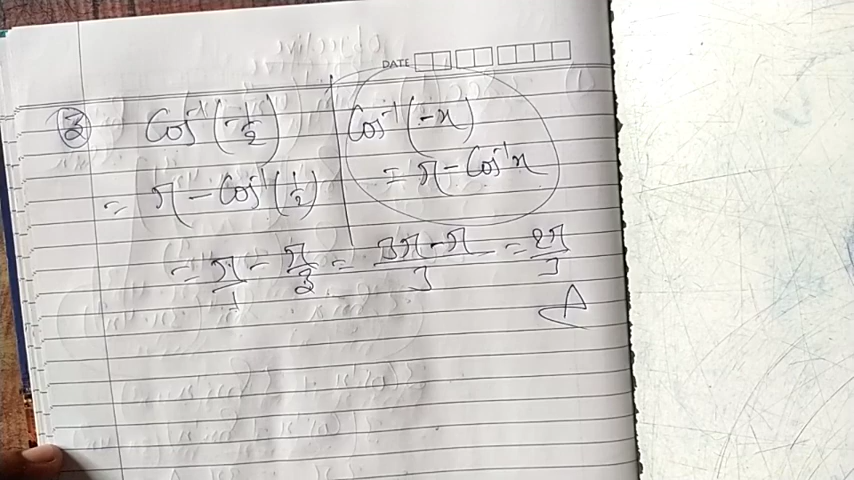 DATE
② cos⁻¹(-1/2) | cos⁻¹(-x)
= π - cos⁻¹(1/2) | = π - cos⁻¹x
= π/1 - π/3 = 3π-π/3 = 2π/3
A